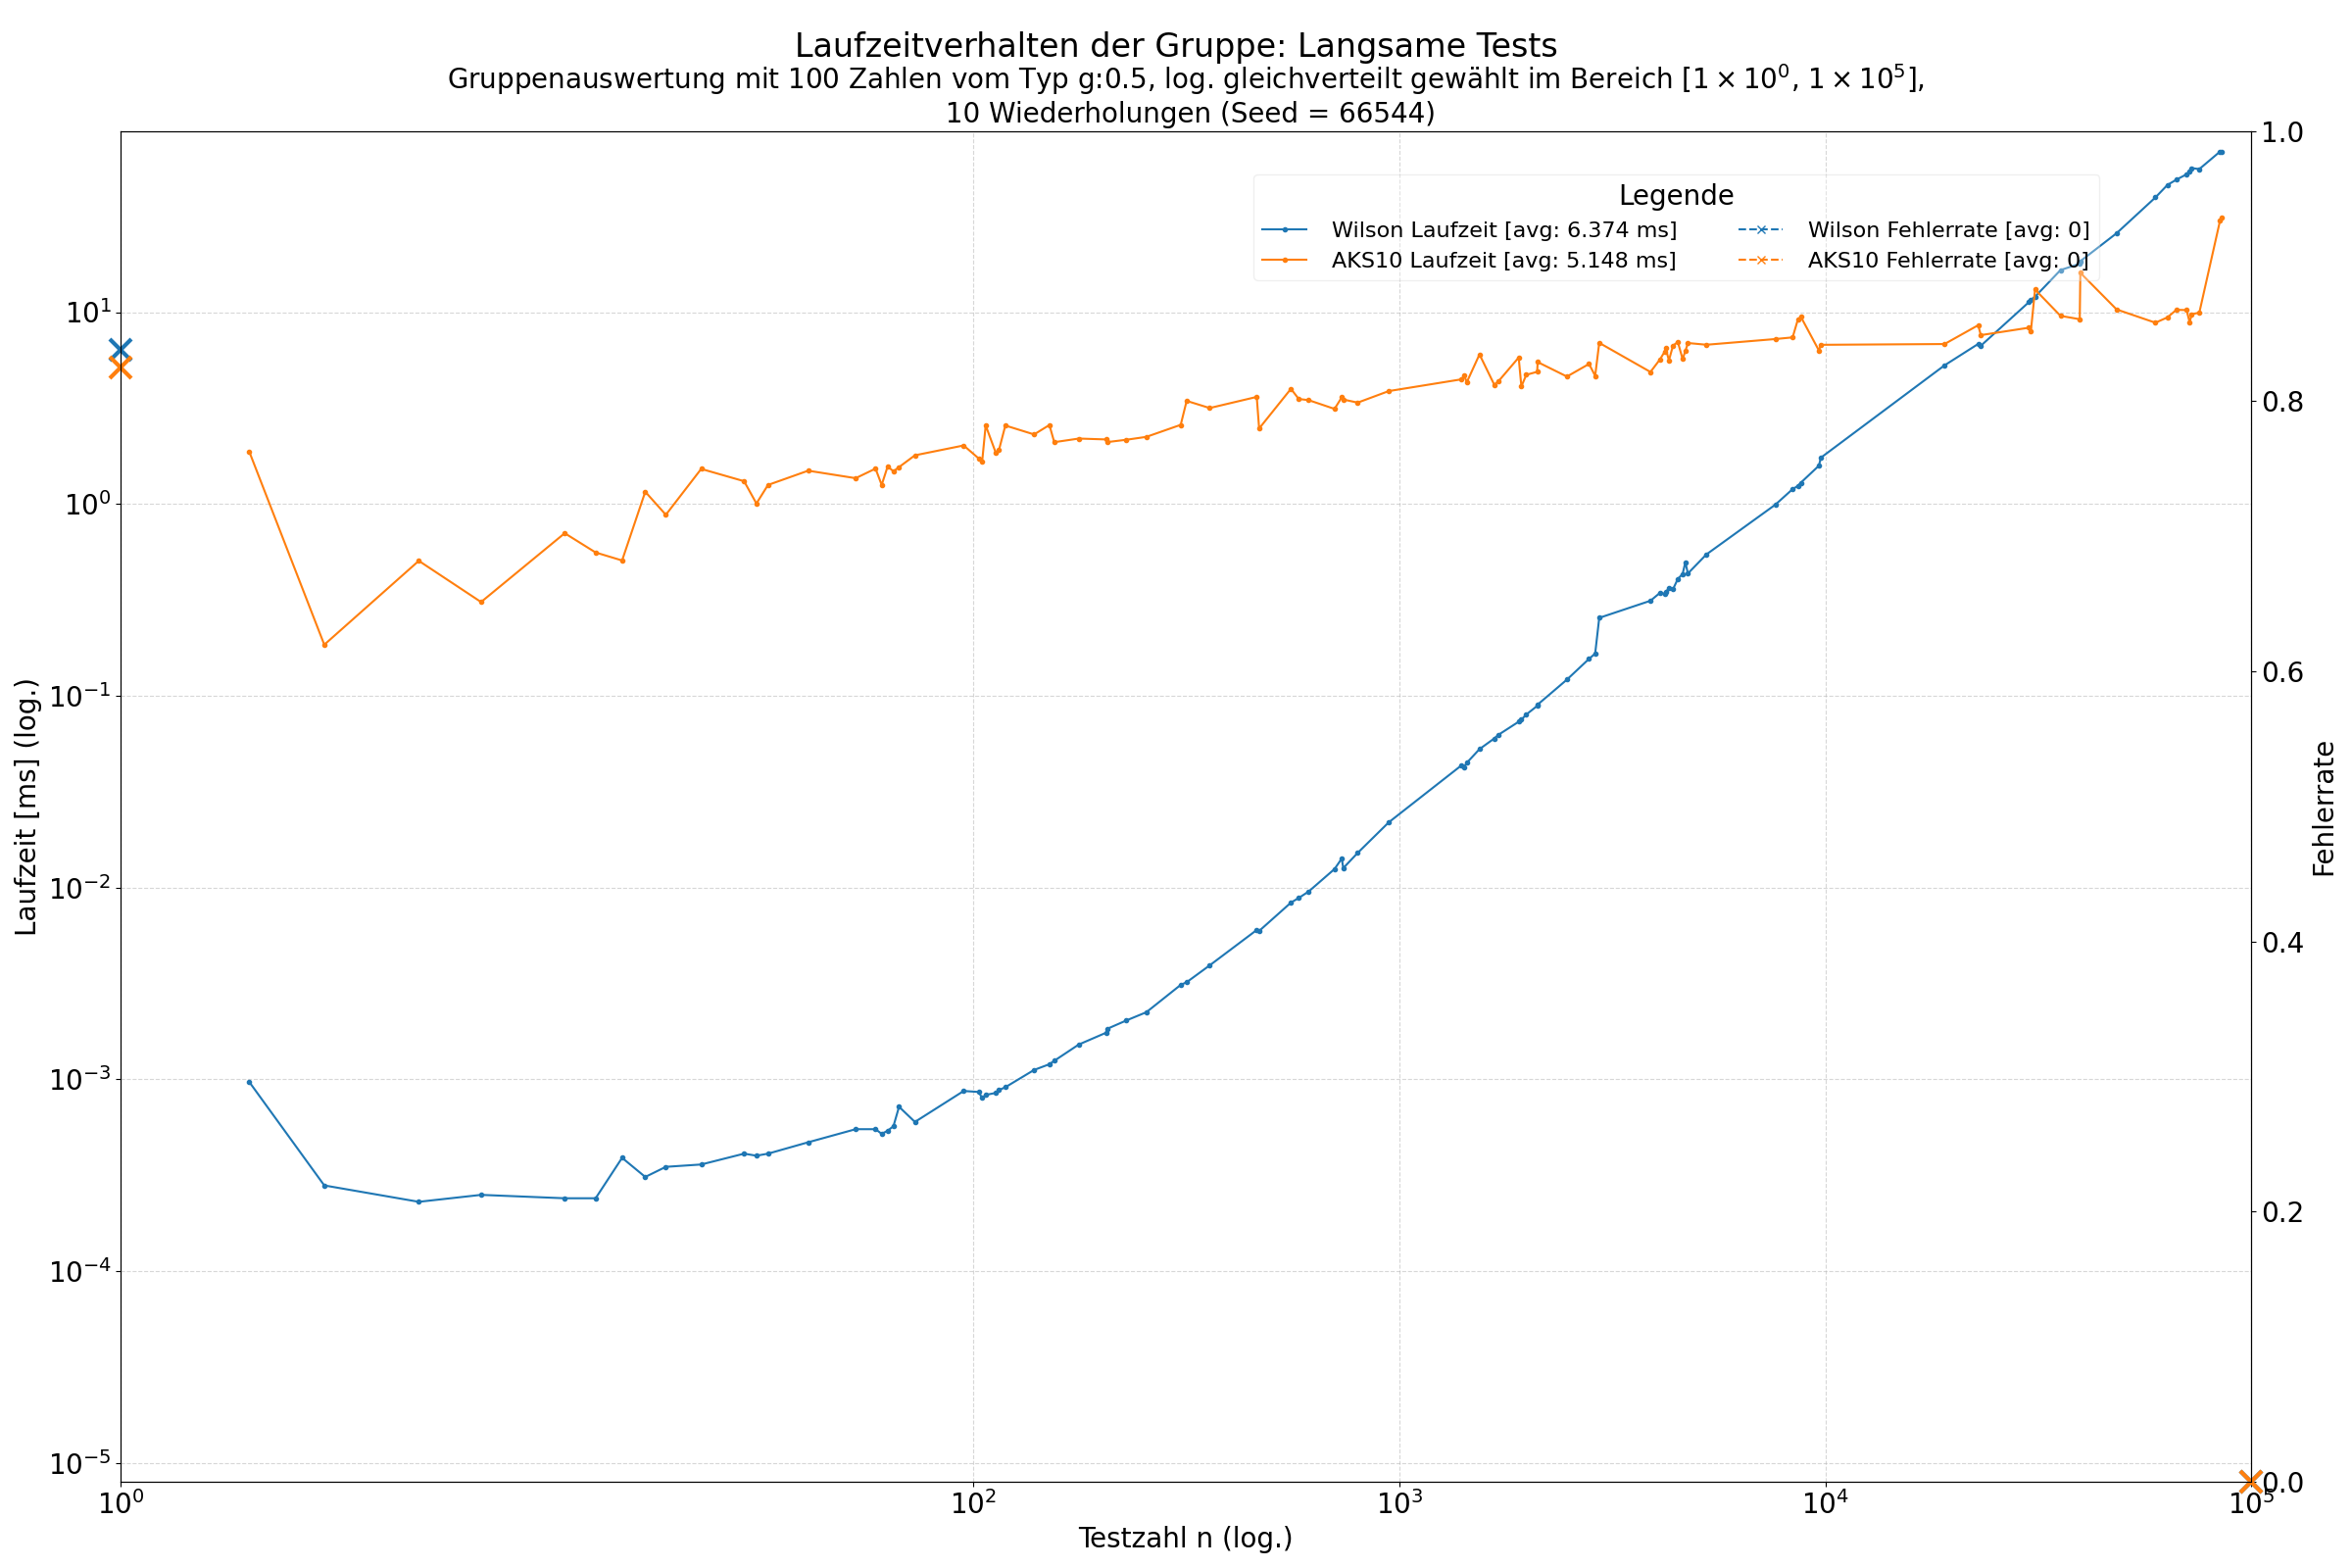 Laufzeitverhalten der Gruppe: Langsame Tests
Gruppenauswertung mit 100 Zahlen vom Typ g:0.5, log. gleichverteilt gewählt im Bereich [1 × 10⁰, 1 × 10⁵],
10 Wiederholungen (Seed = 66544)
Legende
Wilson Laufzeit [avg: 6.374 ms]
AKS10 Laufzeit [avg: 5.148 ms]
Wilson Fehlerrate [avg: 0]
AKS10 Fehlerrate [avg: 0]
Laufzeit [ms] (log.)
10¹
10⁰
10⁻¹
10⁻²
10⁻³
10⁻⁴
10⁻⁵
1.0
0.8
0.6
0.4
0.2
0.0
Fehlerrate
10⁰
10²
10³
10⁴
10⁵
Testzahl n (log.)